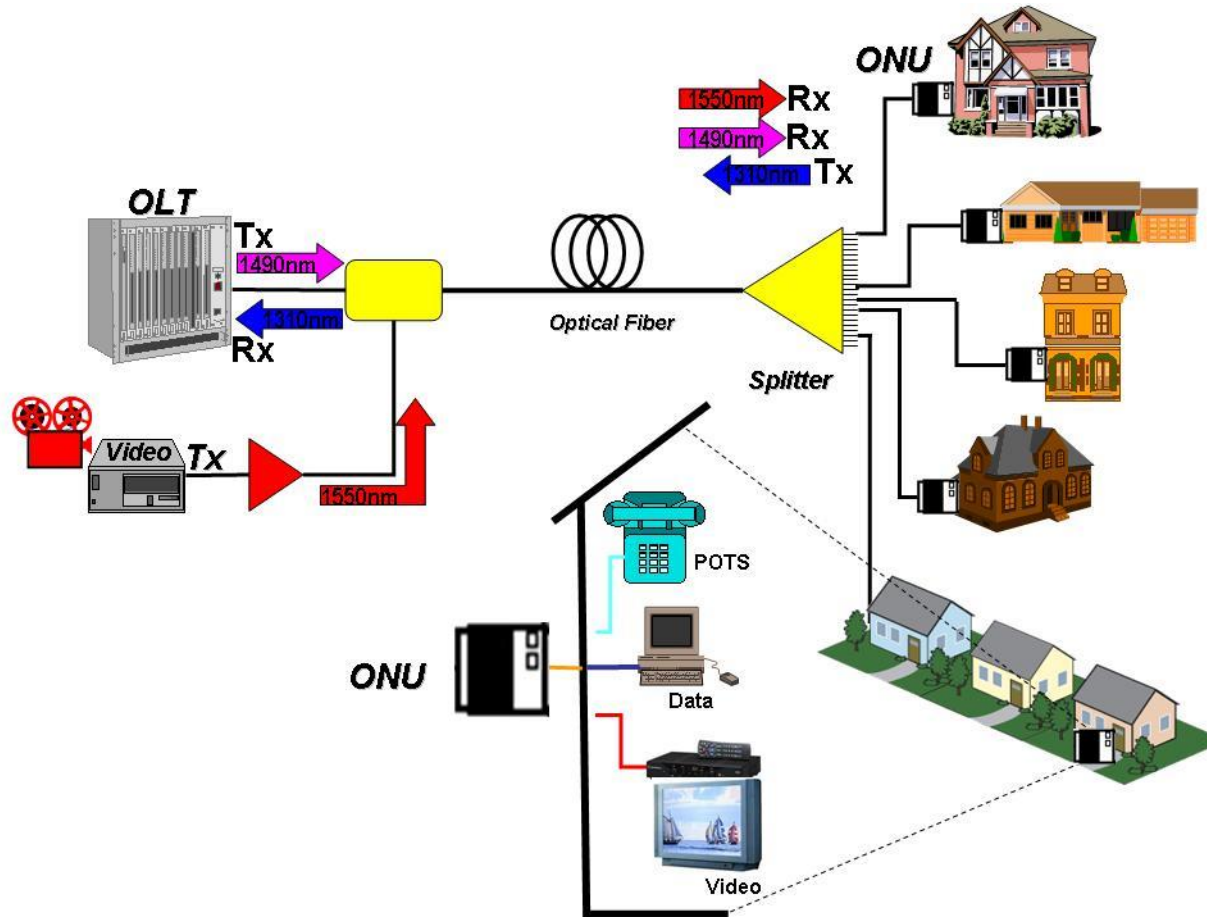 ONU
1550nm Rx
1490nm Rx
1310nm Tx
OLT
Tx
1490nm
1310nm
Rx
Optical Fiber
Splitter
Video
Tx
1550nm
POTS
ONU
Data
Video